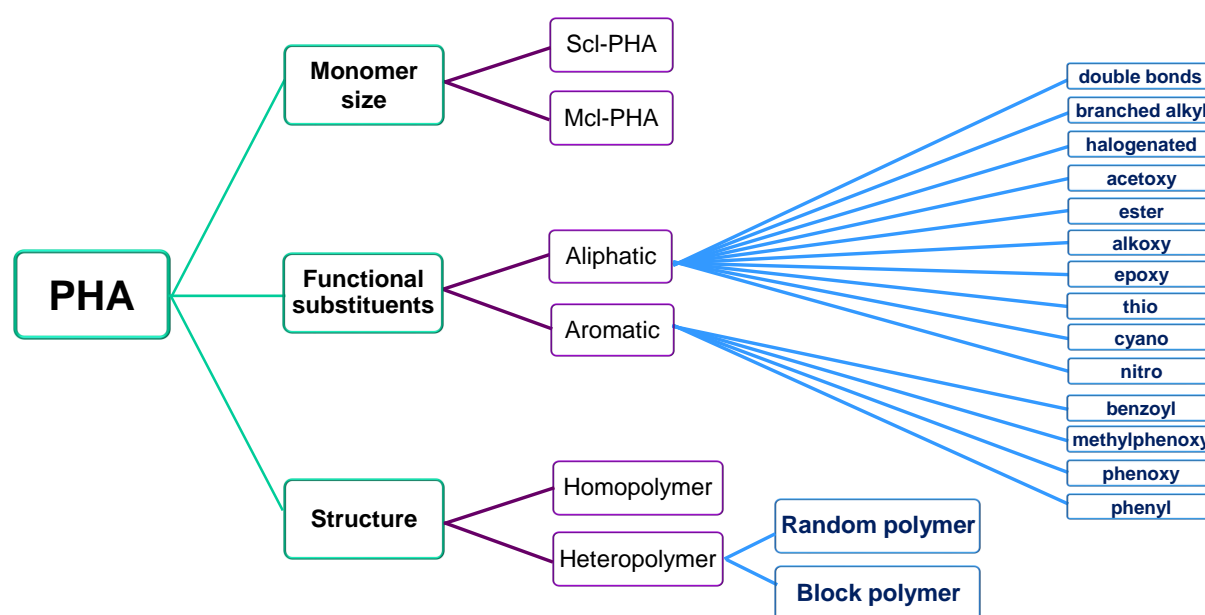 PHA
Monomer
size
Scl-PHA
Mcl-PHA
Functional
substituents
Aliphatic
double bonds
branched alkyl
halogenated
acetoxy
ester
alkoxy
epoxy
thio
cyano
nitro
Aromatic
benzoyl
methylphenoxy
phenoxy
phenyl
Structure
Homopolymer
Heteropolymer
Random polymer
Block polymer